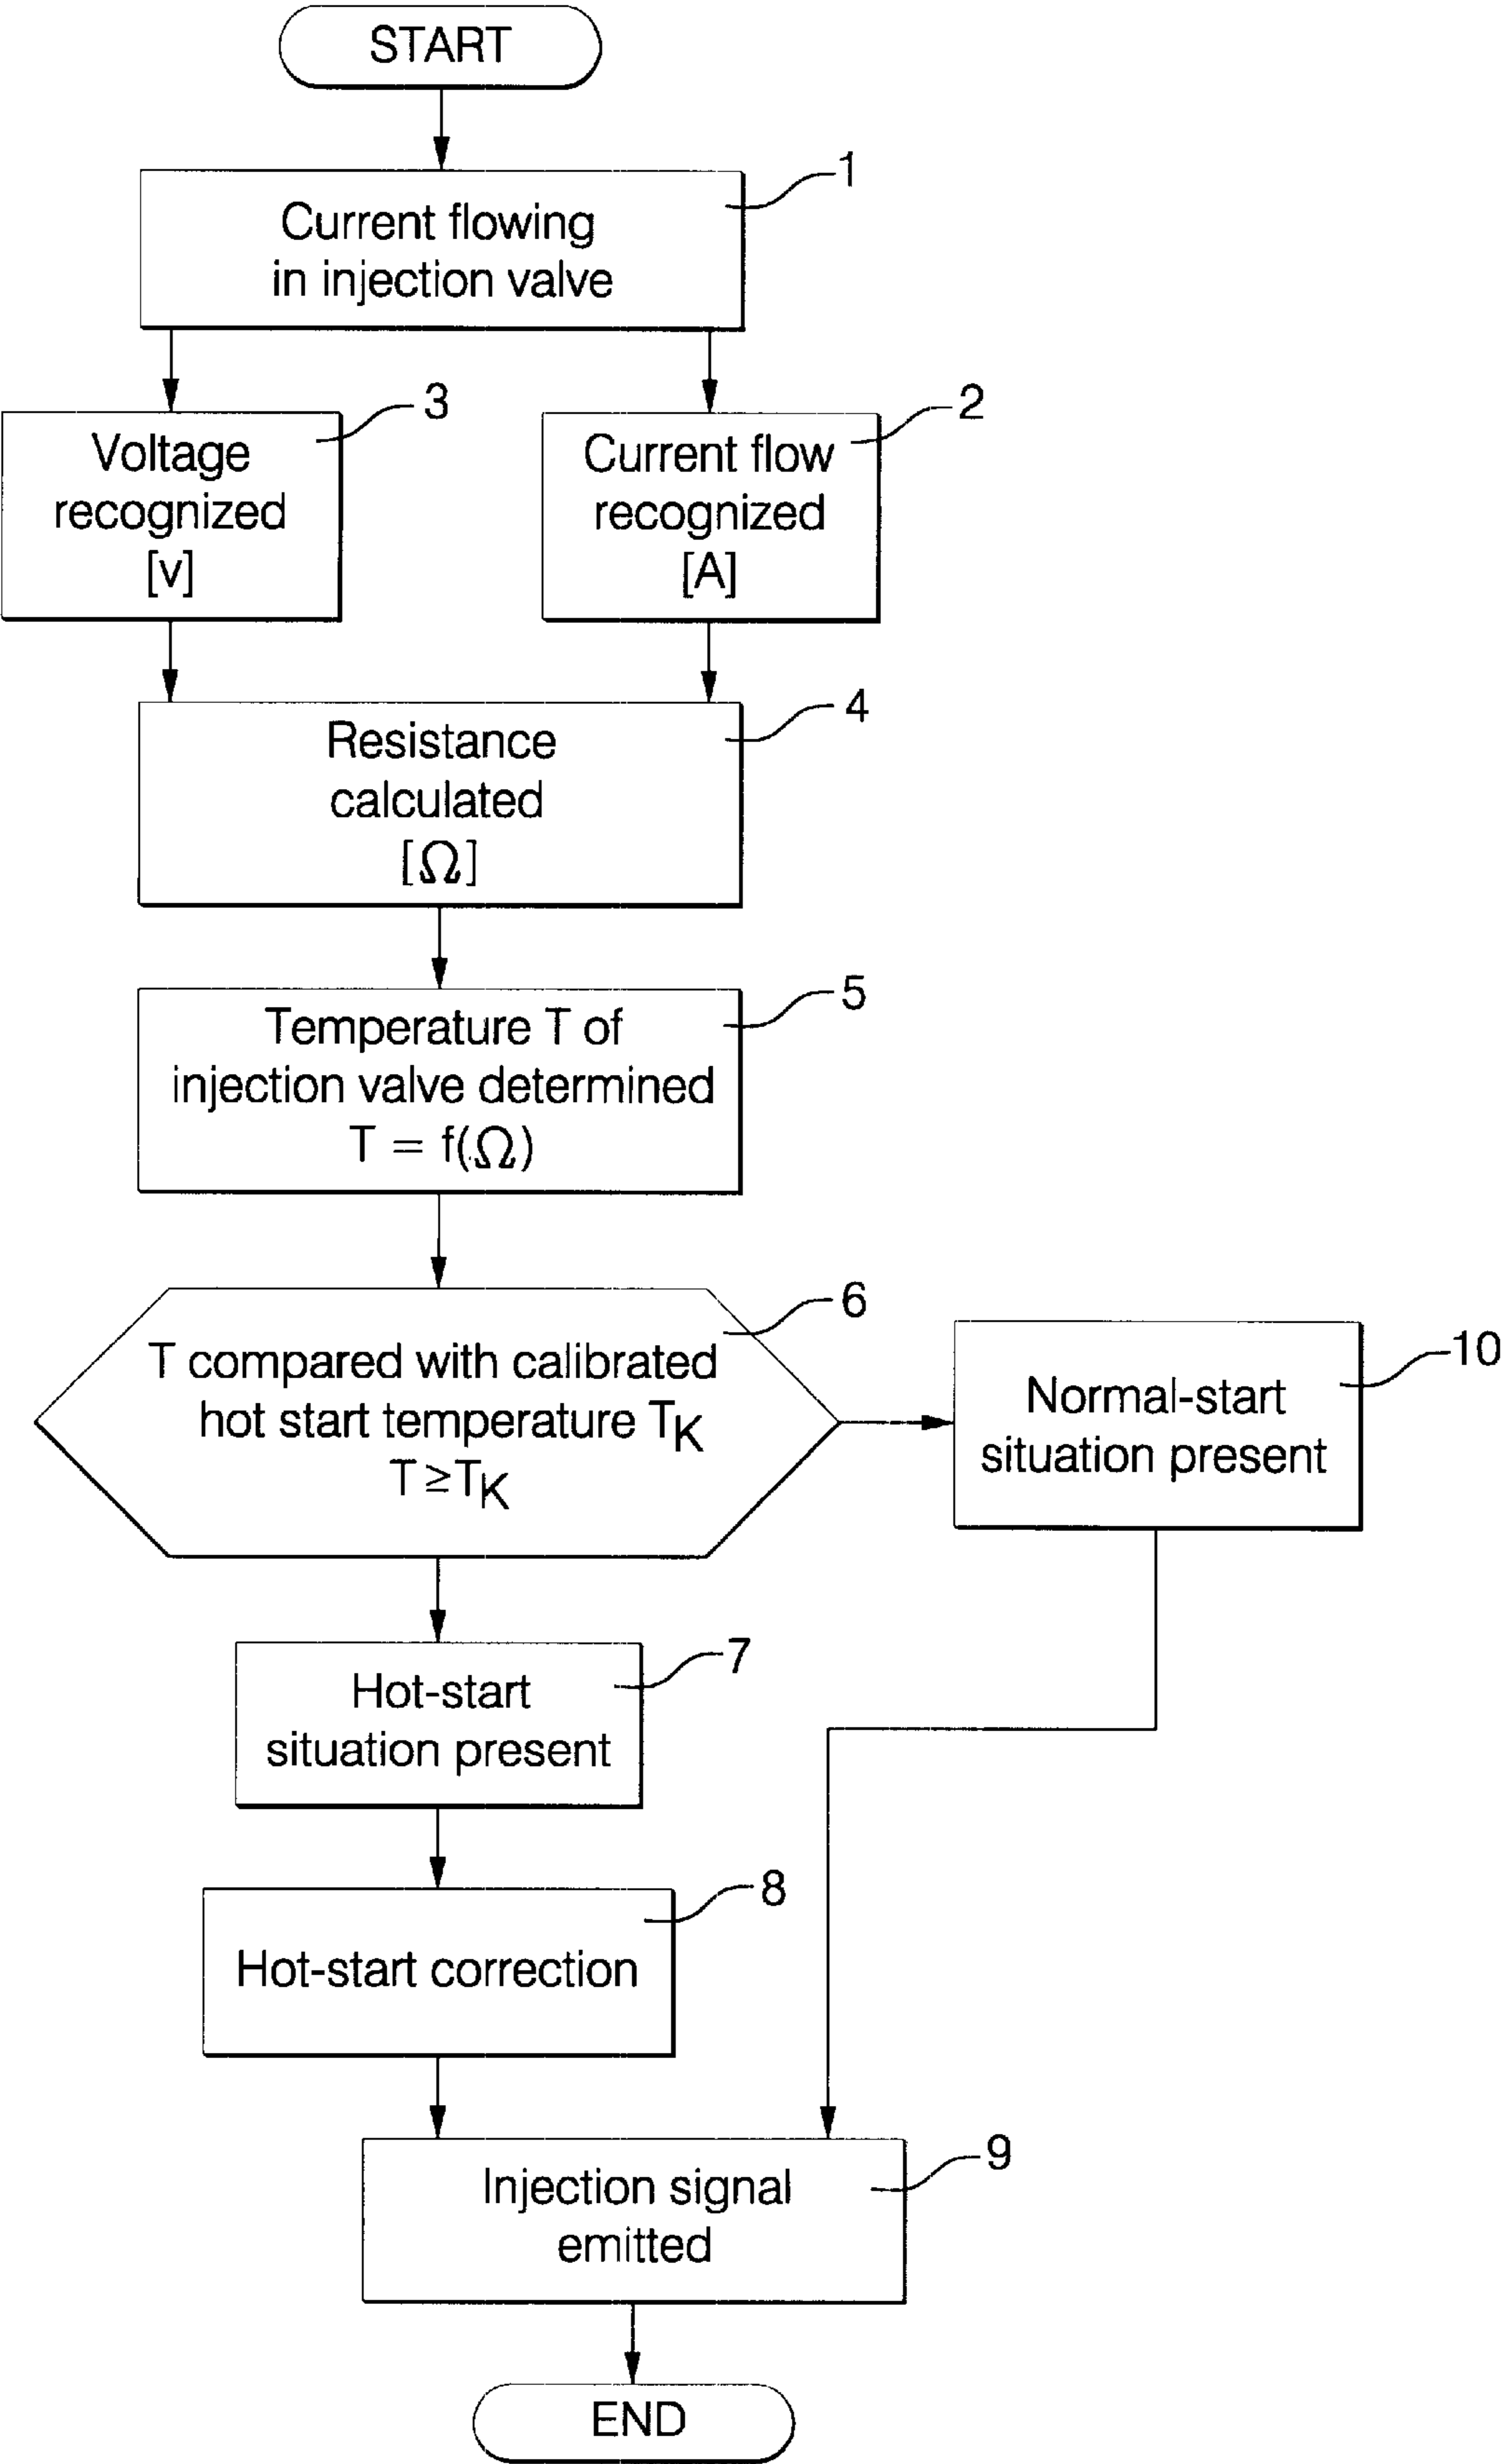 START
1
Current flowing
in injection valve
3
Voltage
recognized
[v]
2
Current flow
recognized
[A]
4
Resistance
calculated
[Ω]
5
Temperature T of
injection valve determined
T = f(Ω)
6
T compared with calibrated
hot start temperature TK
T ≥ TK
10
Normal-start
situation present
7
Hot-start
situation present
8
Hot-start correction
9
Injection signal
emitted
END